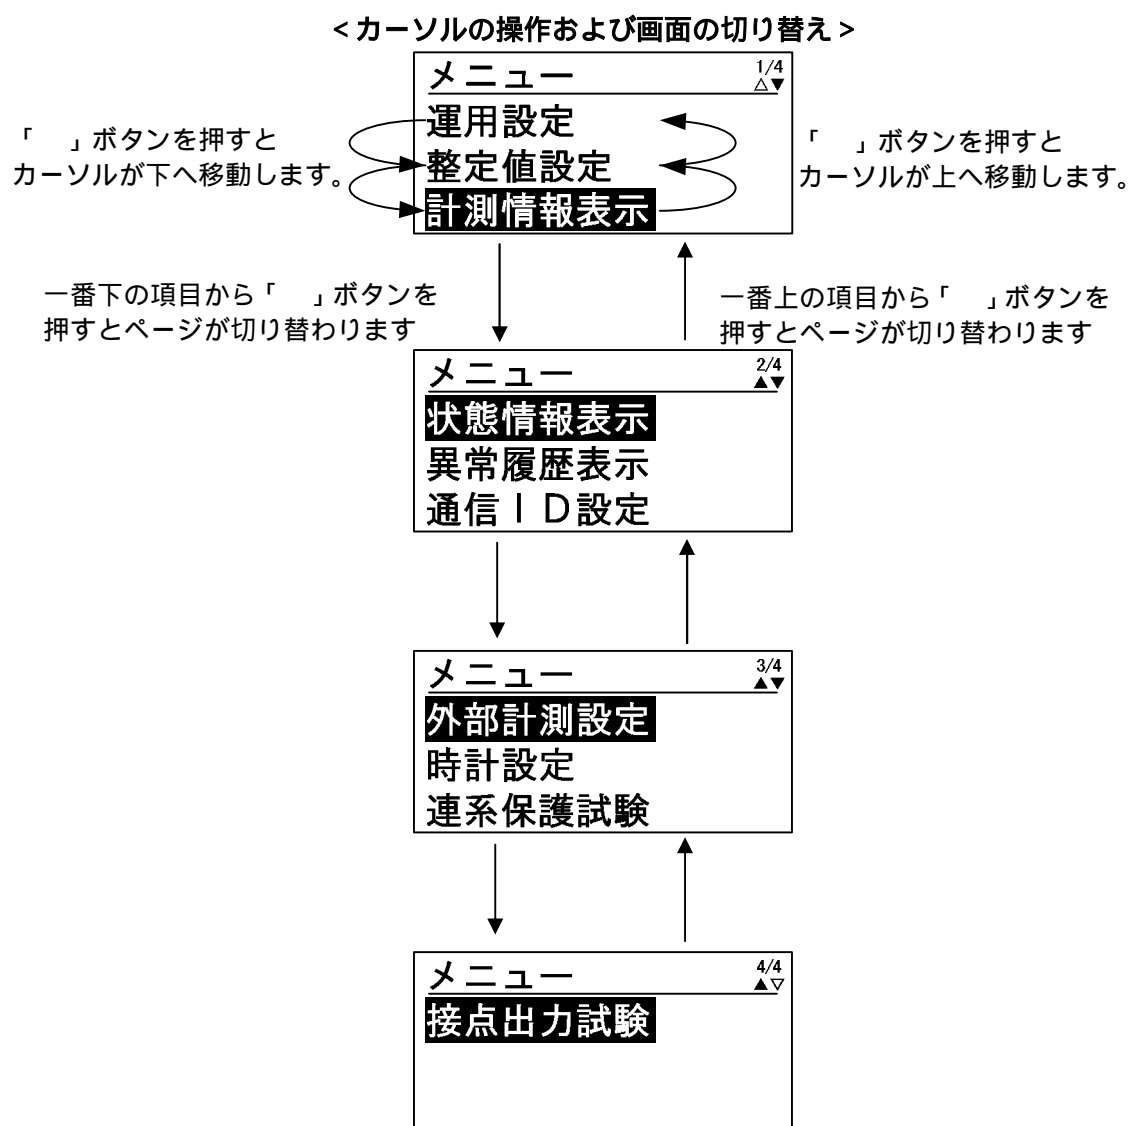 ＜カーソルの操作および画面の切り替え＞
メニュー 1/4
△▼
運用設定
整定値設定
計測情報表示
「　」ボタンを押すと
カーソルが下へ移動します。
「　」ボタンを押すと
カーソルが上へ移動します。
一番下の項目から「　」ボタンを
押すとページが切り替わります
一番上の項目から「　」ボタンを
押すとページが切り替わります
メニュー 2/4
▲▼
状態情報表示
異常履歴表示
通信ＩＤ設定
メニュー 3/4
▲▼
外部計測設定
時計設定
連系保護試験
メニュー 4/4
▲▽
接点出力試験